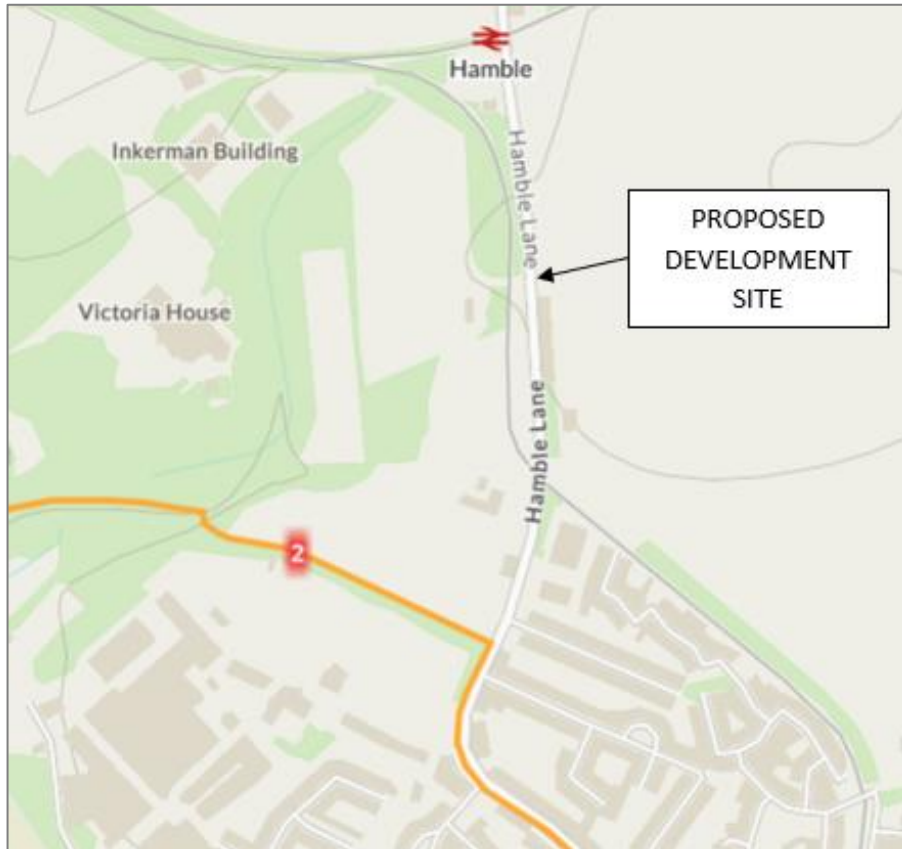 Hamble
Hamble Lane
Inkerman Building
PROPOSED
DEVELOPMENT
SITE
Victoria House
Hamble Lane
2